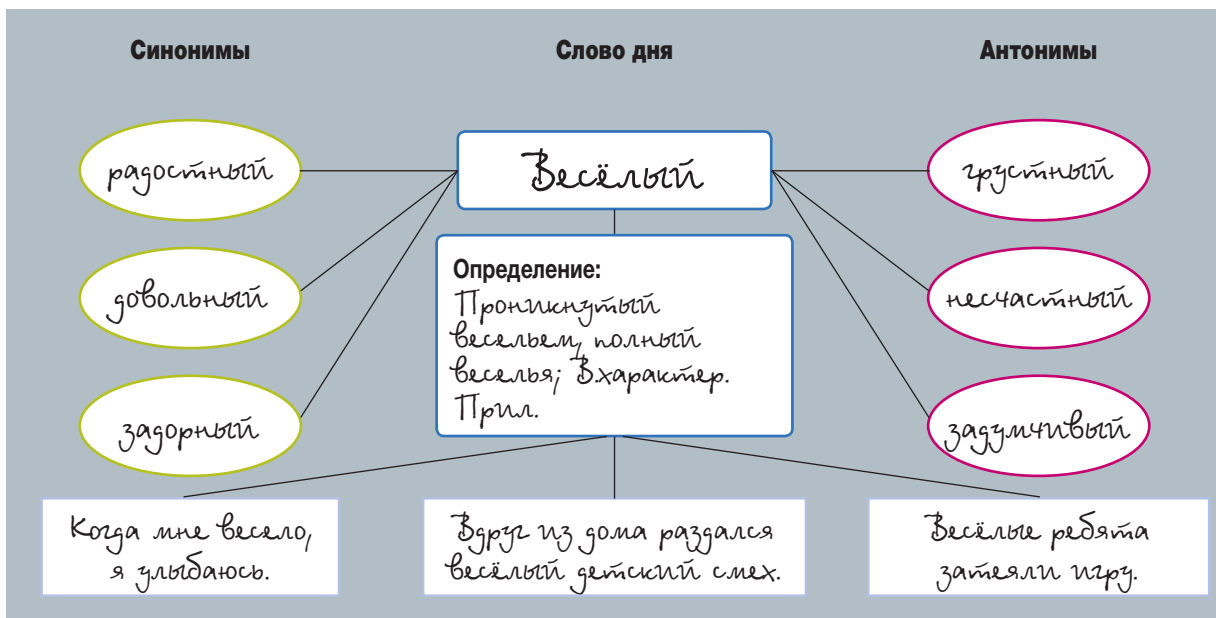 Синонимы
Слово дня
Антонимы
радостный
Весёлый
грустный
довольный
Определение:
Проникнутый
весельем, полный
веселья; В.характер.
Прил.
несчастный
задорный
задумчивый
Когда мне весело,
я улыбаюсь.
Вдруг из дома раздался
весёлый детский смех.
Весёлые ребята
затеяли игру.